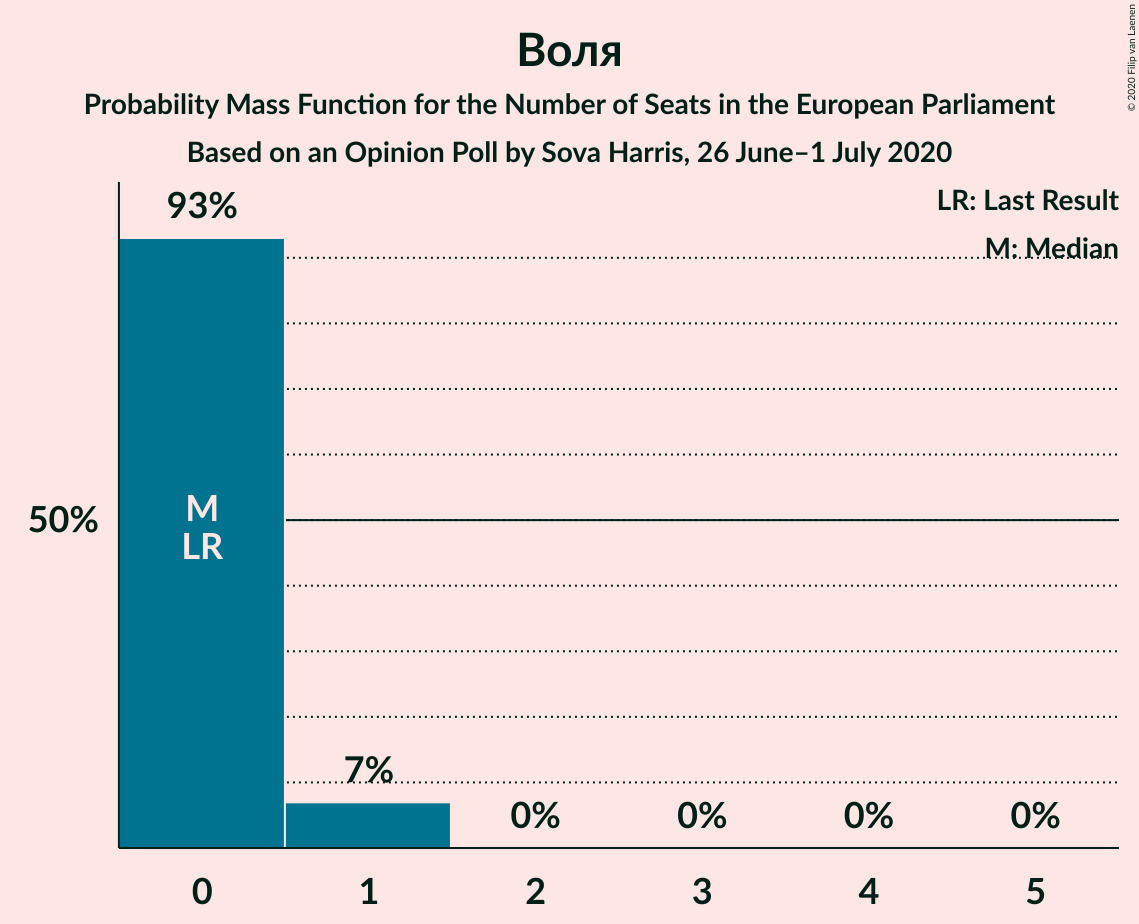 Воля
Probability Mass Function for the Number of Seats in the European Parliament
Based on an Opinion Poll by Sova Harris, 26 June–1 July 2020
© 2020 Filip van Laenen
LR: Last Result
M: Median
93%
50%
M
LR
7%
0%
0%
0%
0%
0
1
2
3
4
5